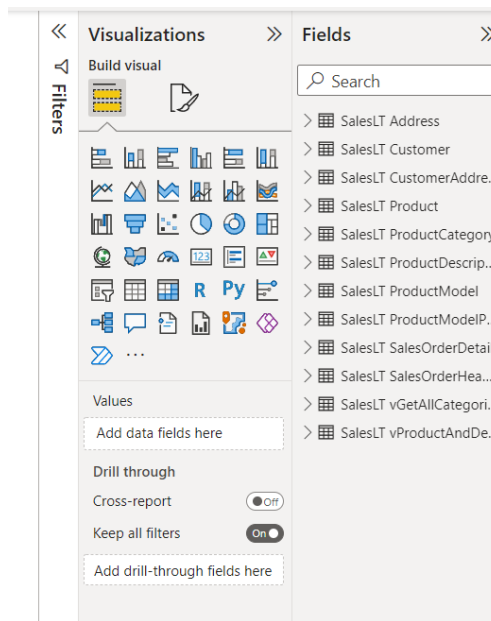 Filters
Visualizations
Build visual
123
R
Py
...
Values
Add data fields here
Drill through
Cross-report
Off
Keep all filters
On
Add drill-through fields here
Fields
Search
SalesLT Address
SalesLT Customer
SalesLT CustomerAddre...
SalesLT Product
SalesLT ProductCategory
SalesLT ProductDescrip...
SalesLT ProductModel
SalesLT ProductModelP...
SalesLT SalesOrderDetai
SalesLT SalesOrderHea...
SalesLT vGetAllCategori...
SalesLT vProductAndDe...